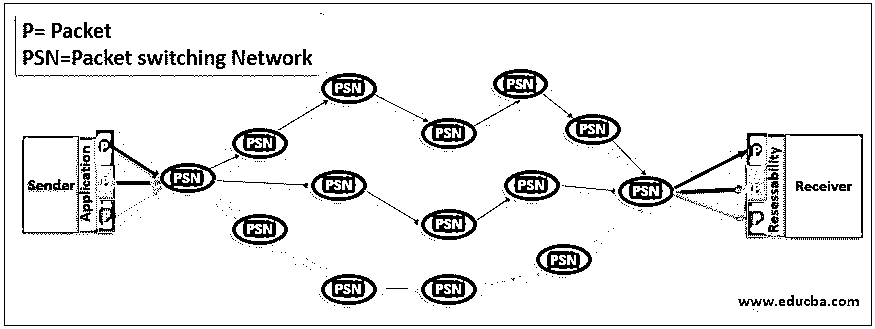 P= Packet
PSN=Packet switching Network
PSN
PSN
PSN
PSN
PSN
Sender
Application
P
P
PSN
PSN
PSN
PSN
PSN
PSN
PSN
PSN
PSN
P
P
Resessability
Receiver
www.educba.com